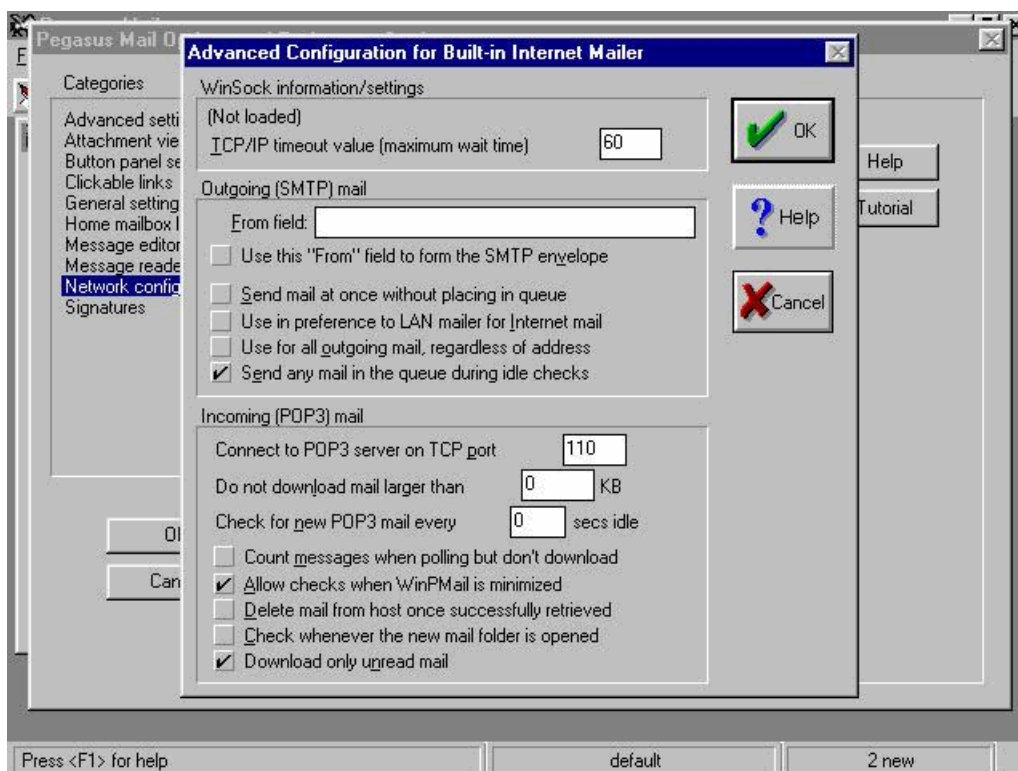 Pegasus Mail O
Advanced Configuration for Built-in Internet Mailer
Categories
Advanced setti
Attachment vie
Button panel se
Clickable links
General setting
Home mailbox l
Message editor
Message reade
Network config
Signatures
WinSock information/settings
(Not loaded)
TCP/IP timeout value (maximum wait time) 60
Outgoing (SMTP) mail
From field:
Use this "From" field to form the SMTP envelope
Send mail at once without placing in queue
Use in preference to LAN mailer for Internet mail
Use for all outgoing mail, regardless of address
Send any mail in the queue during idle checks
Incoming (POP3) mail
Connect to POP3 server on TCP port 110
Do not download mail larger than 0 KB
Check for new POP3 mail every 0 secs idle
Count messages when polling but don't download
Allow checks when WinPMail is minimized
Delete mail from host once successfully retrieved
Check whenever the new mail folder is opened
Download only unread mail
OK
Help
Cancel
Help
Tutorial
Can
Press <F1> for help
default
2 new